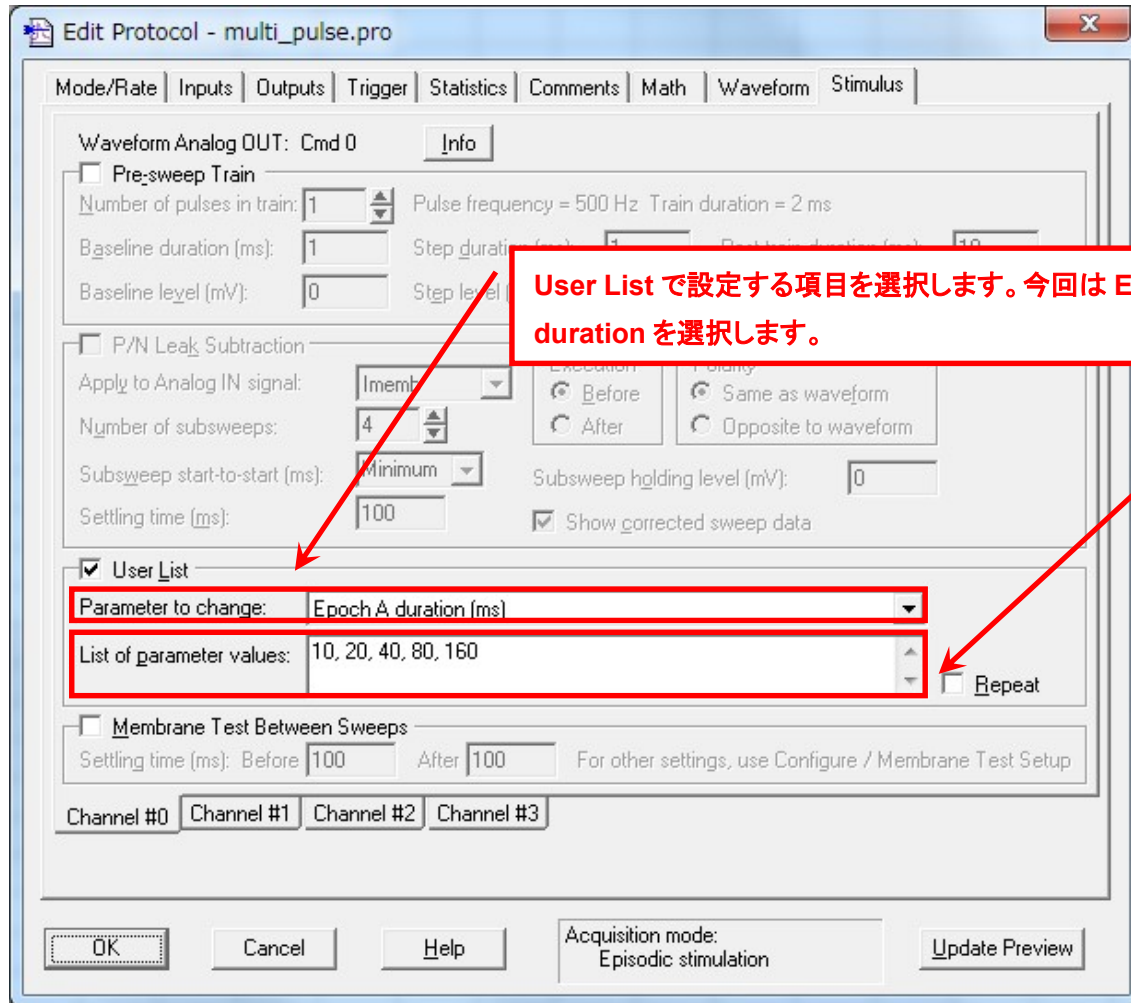 Edit Protocol - multi_pulse.pro
X
Mode/Rate Inputs Outputs Trigger Statistics Comments Math Waveform Stimulus
Waveform Analog OUT: Cmd 0 Info
Pre-sweep Train
Number of pulses in train: 1 Pulse frequency = 500 Hz Train duration = 2 ms
Baseline duration (ms): 1 Step duration
Baseline level (mV): 0 Step level
User List で設定する項目を選択します。今回は E
duration を選択します。
P/N Leak Subtraction
Apply to Analog IN signal: Imemb
Number of subsweeps: 4
Subsweep start-to-start (ms): Minimum
Settling time (ms): 100
Execution
Before
After
Polarity
Same as waveform
Opposite to waveform
Subsweep holding level (mV): 0
Show corrected sweep data
User List
Parameter to change: Epoch A duration (ms)
List of parameter values: 10, 20, 40, 80, 160
Repeat
Membrane Test Between Sweeps
Settling time (ms): Before 100 After 100 For other settings, use Configure / Membrane Test Setup
Channel #0 Channel #1 Channel #2 Channel #3
OK Cancel Help
Acquisition mode:
Episodic stimulation
Update Preview